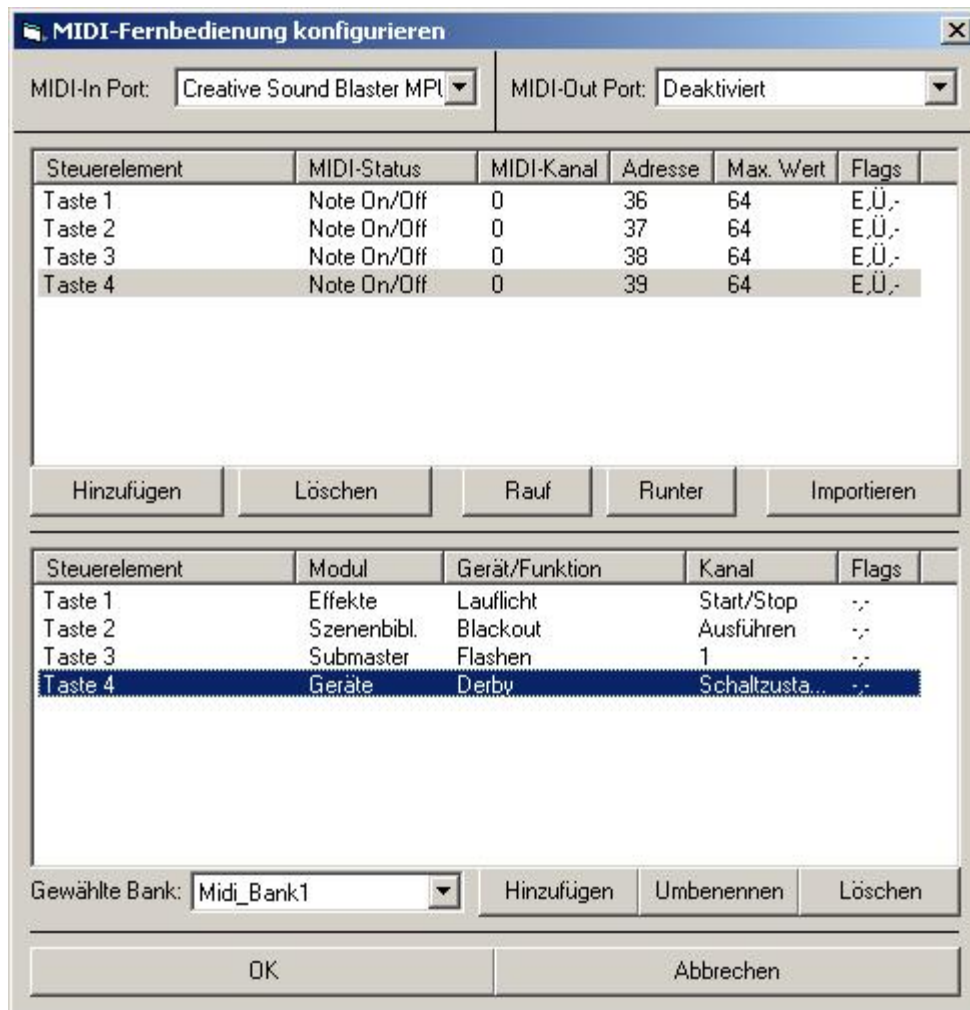 MIDI-Fernbedienung konfigurieren
MIDI-In Port: Creative Sound Blaster MPU MIDI-Out Port: Deaktiviert
Steuerelement MIDI-Status MIDI-Kanal Adresse Max. Wert Flags
Taste 1 Note On/Off 0 36 64 E,Ü,-
Taste 2 Note On/Off 0 37 64 E,Ü,-
Taste 3 Note On/Off 0 38 64 E,Ü,-
Taste 4 Note On/Off 0 39 64 E,Ü,-
Hinzufügen Löschen Rauf Runter Importieren
Steuerelement Modul Gerät/Funktion Kanal Flags
Taste 1 Effekte Lauflicht Start/Stop -,-
Taste 2 Szenenbibl. Blackout Ausführen -,-
Taste 3 Submaster Flashen 1 -,-
Taste 4 Geräte Derby Schaltzusta... -,-
Gewählte Bank: Midi_Bank1 Hinzufügen Umbenennen Löschen
OK Abbrechen